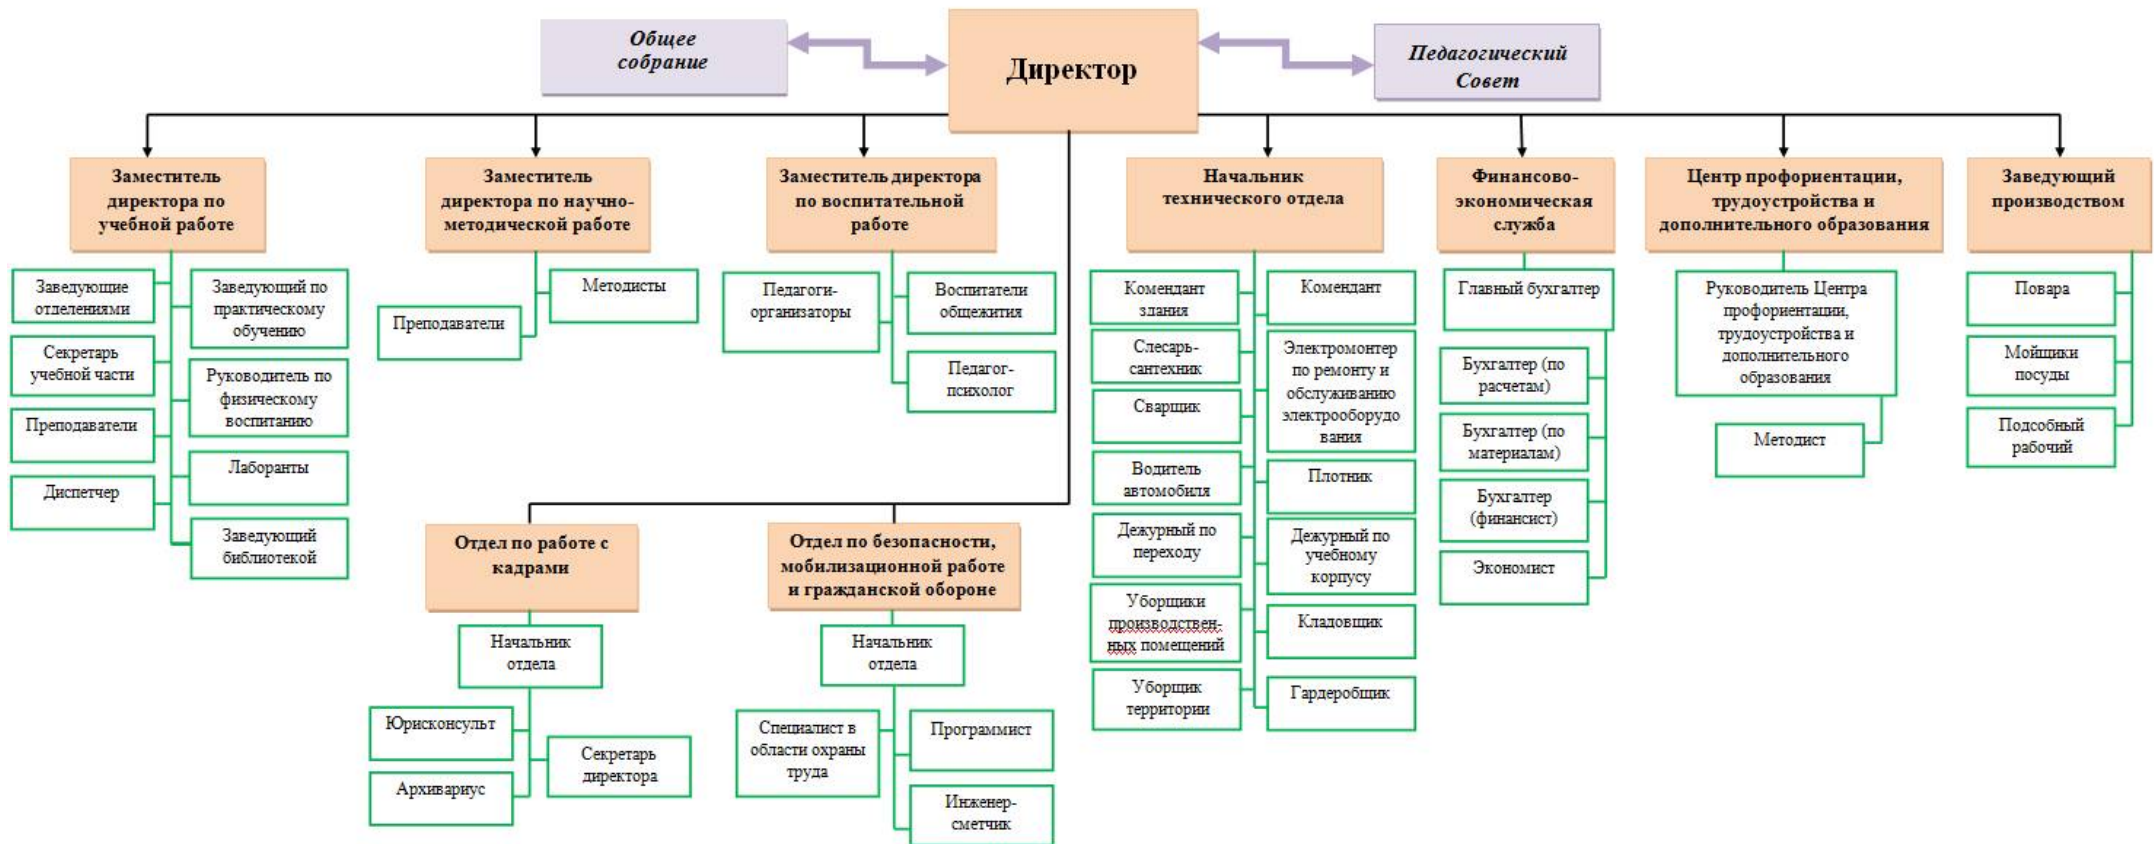 Общее
собрание
Директор
Педагогический
Совет
Заместитель
директора по
учебной работе
Заместитель
директора по научно-
методической работе
Заместитель директора
по воспитательной
работе
Начальник
технического отдела
Финансово-
экономическая
служба
Центр профориентации,
трудоустройства и
дополнительного образования
Заведующий
производством
Заведующие
отделениями
Заведующий по
практическому
обучению
Секретарь
учебной части
Руководитель по
физическому
воспитанию
Преподаватели
Лаборанты
Диспетчер
Заведующий
библиотекой
Методисты
Преподаватели
Педагоги-
организаторы
Воспитатели
общежития
Педагог-
психолог
Комендант
здания
Комендант
Слесарь-
сантехник
Электромонтер
по ремонту и
обслуживанию
электрооборудо
вания
Сварщик
Водитель
автомобиля
Плотник
Дежурный по
переходу
Дежурный по
учебному
корпусу
Уборщики
производствен-
ных помещений
Кладовщик
Уборщик
территории
Гардеробщик
Главный бухгалтер
Бухгалтер (по
расчетам)
Бухгалтер (по
материалам)
Бухгалтер
(финансист)
Экономист
Руководитель Центра
профориентации,
трудоустройства и
дополнительного
образования
Методист
Повара
Мойщики
посуды
Подсобный
рабочий
Отдел по работе с
кадрами
Начальник
отдела
Юрисконсульт
Секретарь
директора
Архивариус
Отдел по безопасности,
мобилизационной работе
и гражданской обороне
Начальник
отдела
Специалист в
области охраны
труда
Программист
Инженер-
сметчик